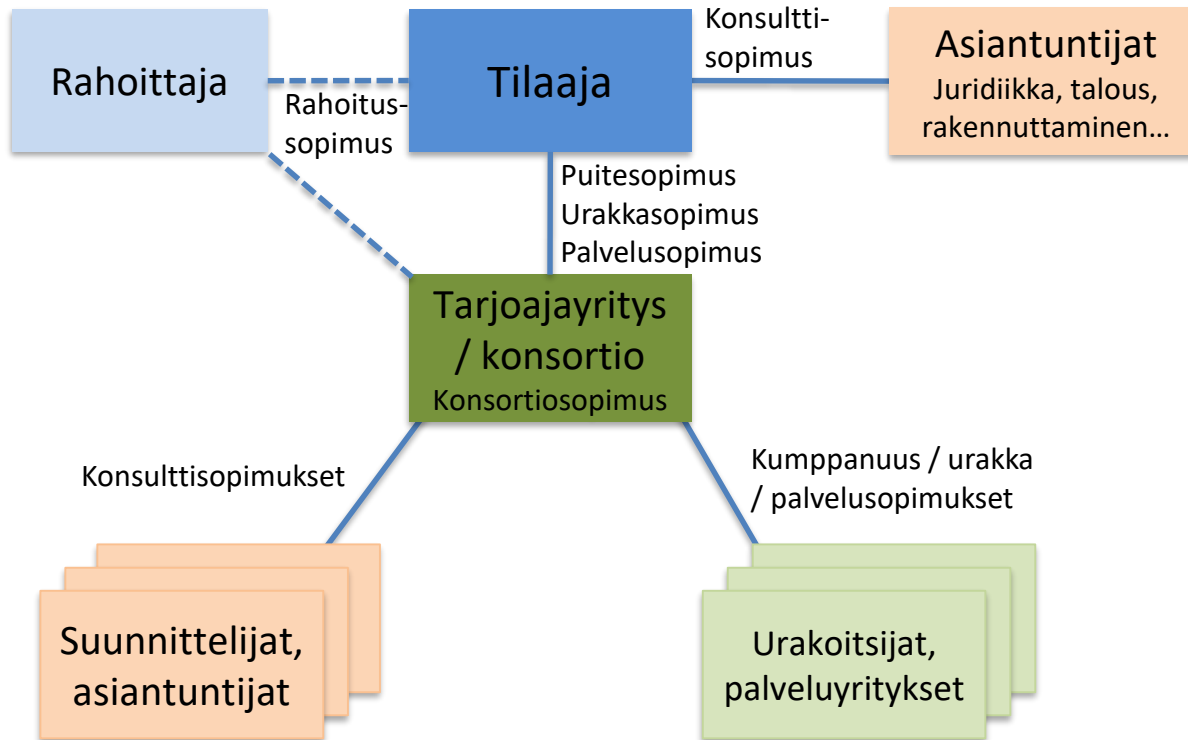 Rahoittaja
Rahoitus-
sopimus
Tilaaja
Konsultti-
sopimus
Asiantuntijat
Juridiikka, talous,
rakennuttaminen…
Puitesopimus
Urakkasopimus
Palvelusopimus
Tarjoajayritys
/ konsortio
Konsortiosopimus
Konsulttisopimukset
Kumppanuus / urakka
/ palvelusopimukset
Suunnittelijat,
asiantuntijat
Urakoitsijat,
palveluyritykset